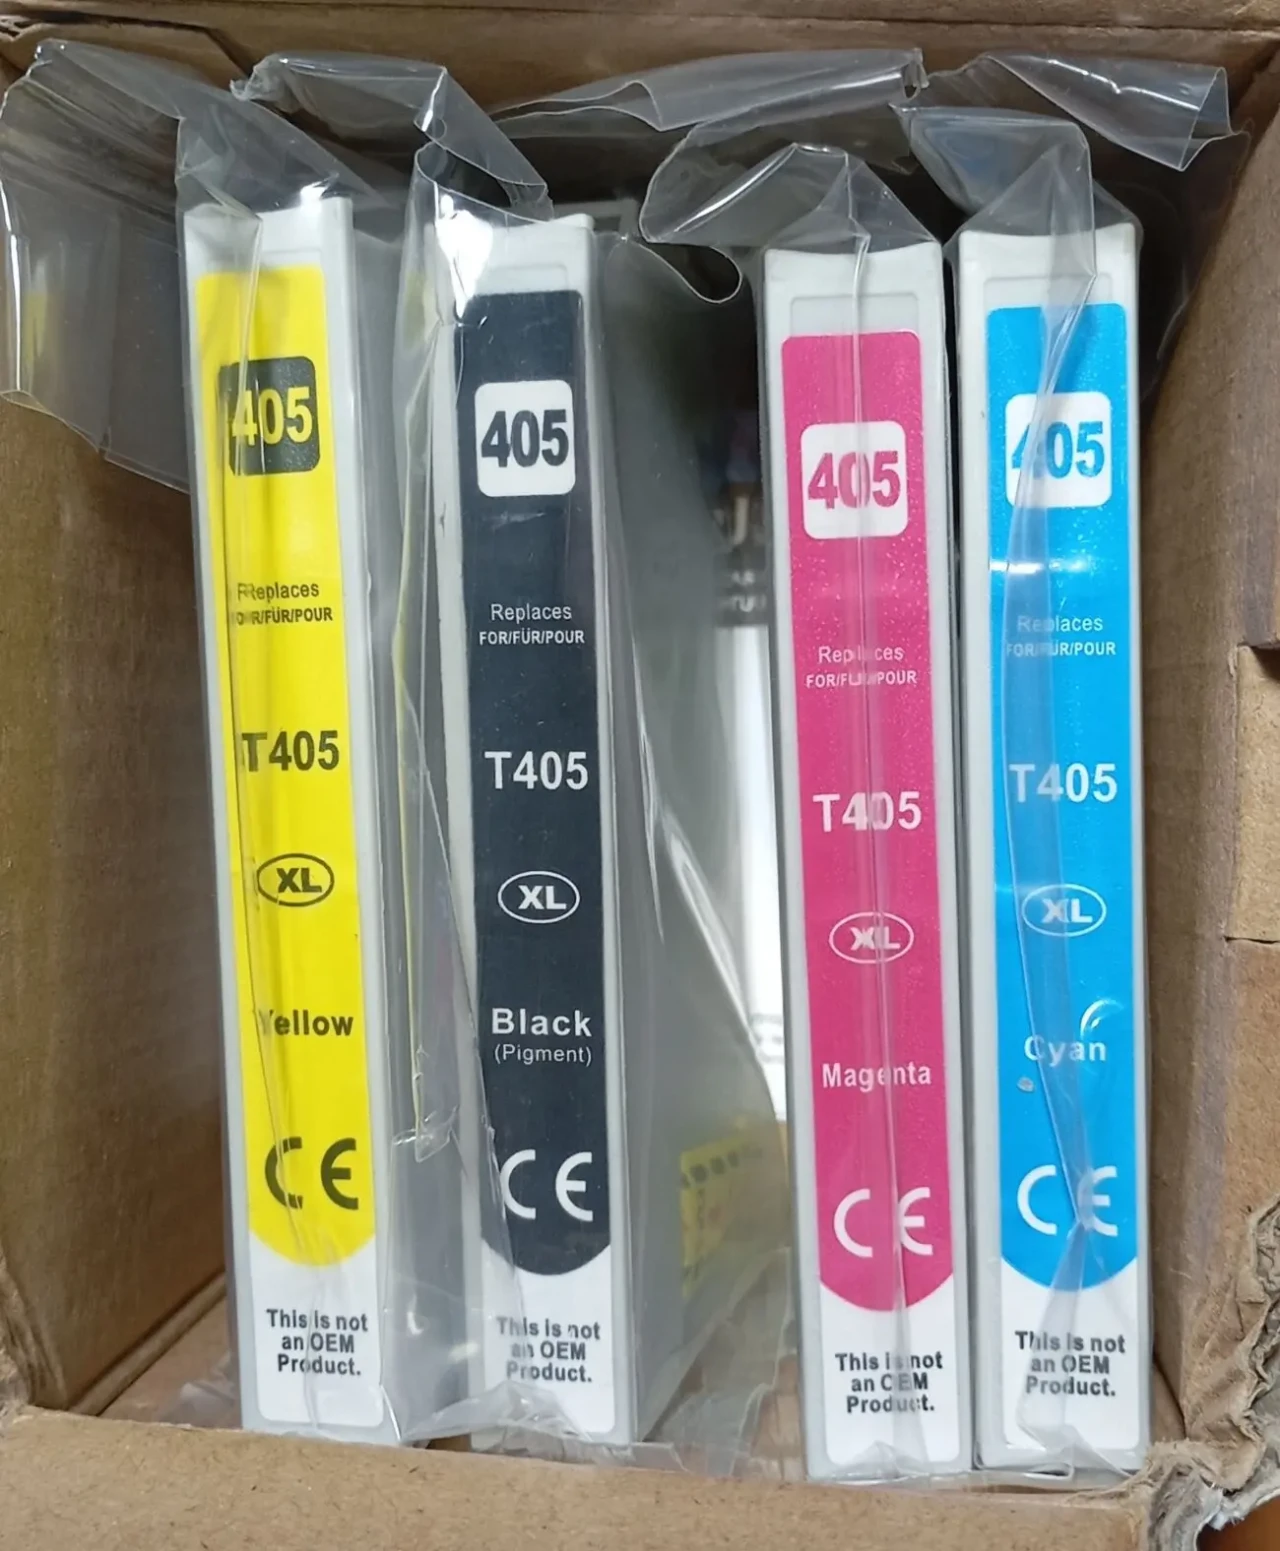 405
Replaces
FOR/FÜR/POUR
T405
XL
Yellow
CE
This is not
an OEM
Product.
405
Replaces
FOR/FÜR/POUR
T405
XL
Black
(Pigment)
CE
This is not
an OEM
Product.
405
Replaces
FOR/FÜR/POUR
T405
XL
Magenta
CE
This is not
an OEM
Product.
405
Replaces
FOR/FÜR/POUR
T405
XL
Cyan
CE
This is not
an OEM
Product.